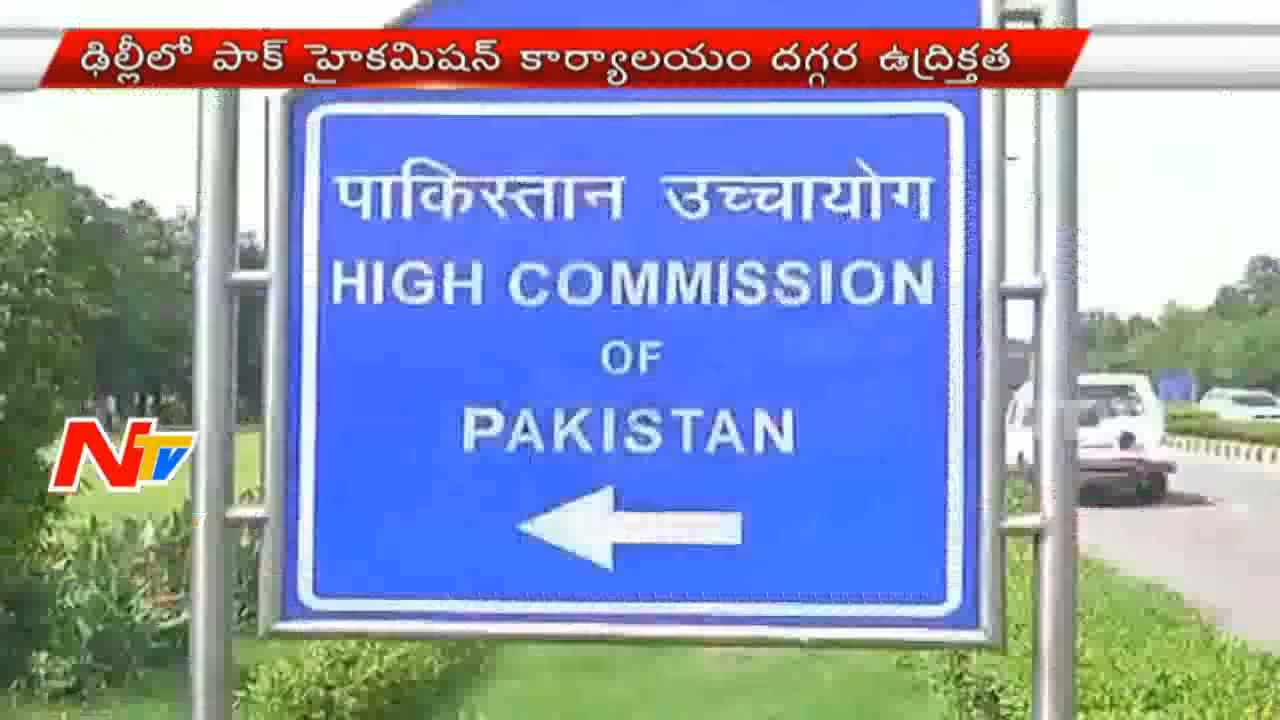 ఢిల్లీలో పాక్ హైకమిషన్ కార్యాలయం దగ్గర ఉద్రిక్తత
पाकिस्तान उच्चायोग
HIGH COMMISSION
OF
PAKISTAN
NTV